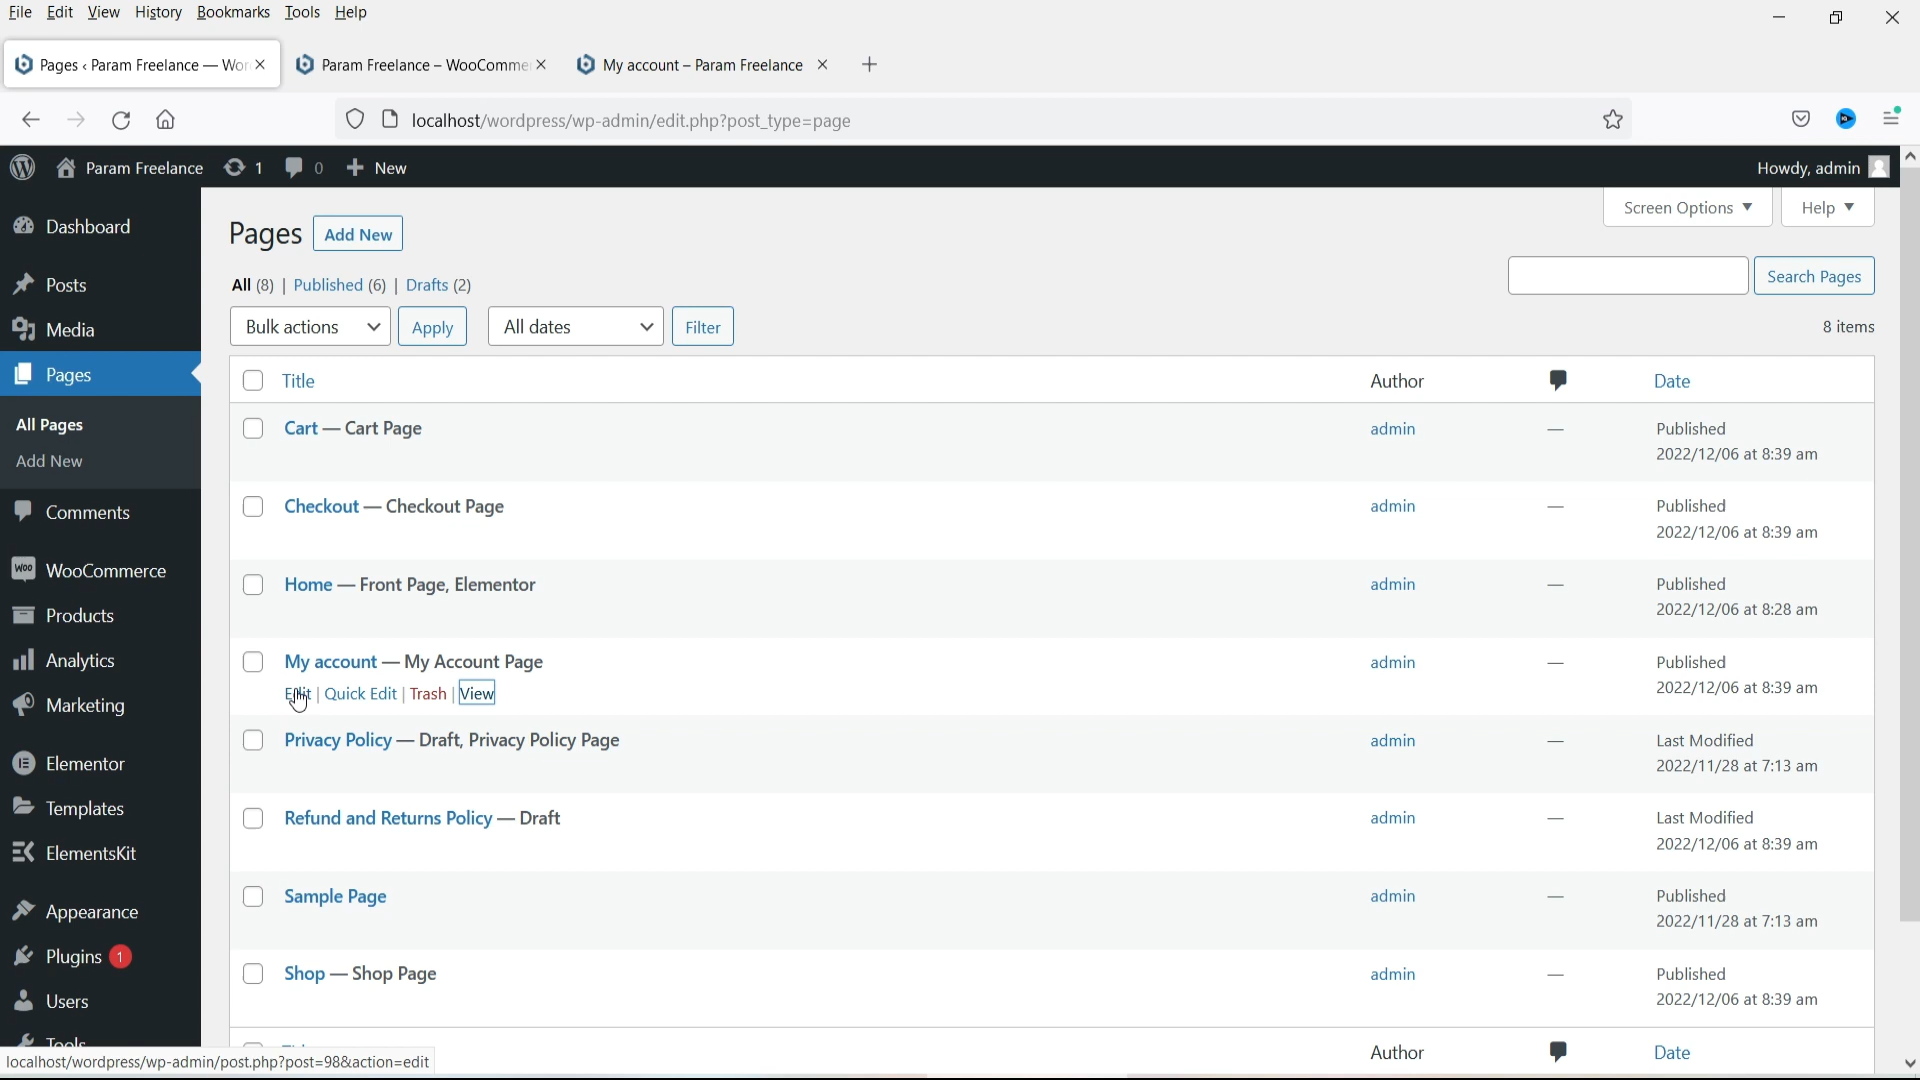 File Edit View History Bookmarks Tools Help
Pages ‹ Param Freelance — Wor
Param Freelance – WooComme
My account – Param Freelance
localhost/wordpress/wp-admin/edit.php?post_type=page
Param Freelance 1 0 New
Howdy, admin
Dashboard
Posts
Media
Pages
All Pages
Add New
Comments
WooCommerce
Products
Analytics
Marketing
Elementor
Templates
ElementsKit
Appearance
Plugins 1
Users
Tools
Screen Options
Help
Pages Add New
All (8) | Published (6) | Drafts (2)
Search Pages
Bulk actions Apply All dates Filter
8 items
Title Author Date
Cart — Cart Page admin — Published
2022/12/06 at 8:39 am
Checkout — Checkout Page admin — Published
2022/12/06 at 8:39 am
Home — Front Page, Elementor admin — Published
2022/12/06 at 8:28 am
My account — My Account Page admin — Published
2022/12/06 at 8:39 am
Edit | Quick Edit | Trash | View
Privacy Policy — Draft, Privacy Policy Page admin — Last Modified
2022/11/28 at 7:13 am
Refund and Returns Policy — Draft admin — Last Modified
2022/12/06 at 8:39 am
Sample Page admin — Published
2022/11/28 at 7:13 am
Shop — Shop Page admin — Published
2022/12/06 at 8:39 am
Author Date
localhost/wordpress/wp-admin/post.php?post=98&action=edit